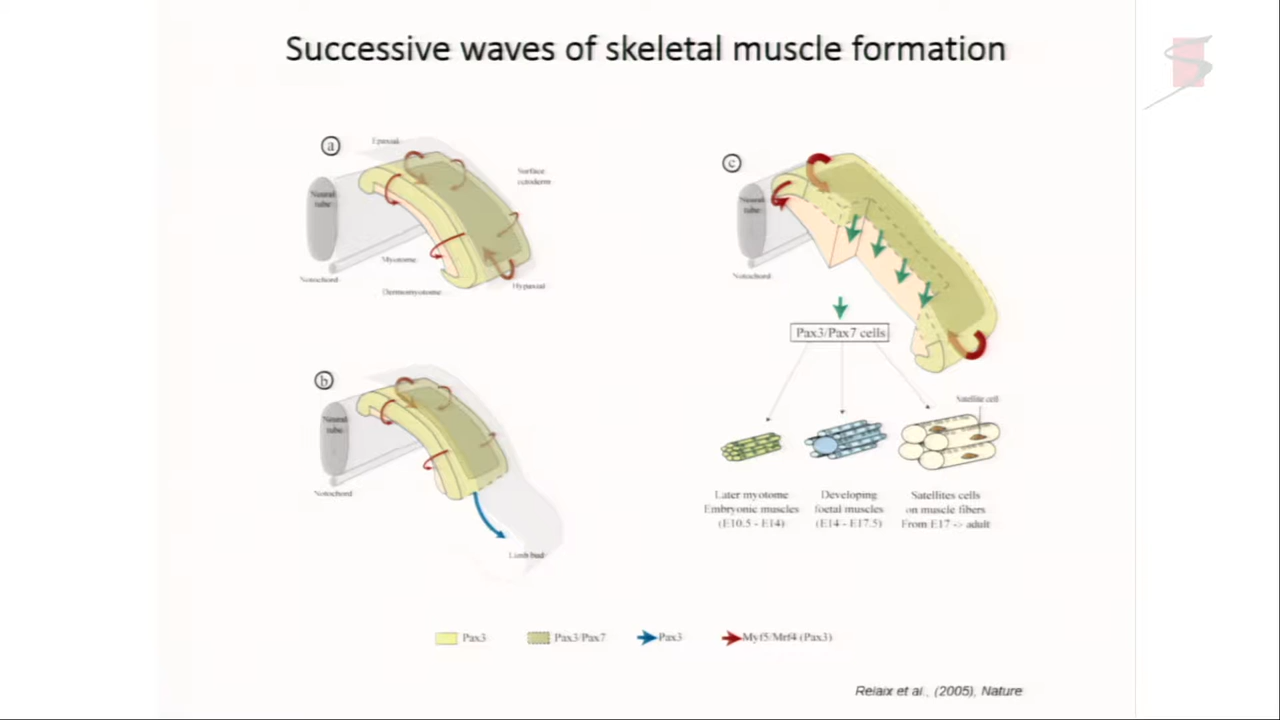 Successive waves of skeletal muscle formation
a
Epaxial
Surface
ectoderm
Neural
tube
Myotome
Notochord
Dermomyotome
Hypaxial
b
Neural
tube
Notochord
Limb bud
c
Neural
tube
Notochord
Pax3/Pax7 cells
Satellite cell
Later myotome
Embryonic muscles
(E10.5 - E14)
Developing
foetal muscles
(E14 - E17.5)
Satellites cells
on muscle fibers
From E17 -> adult
Pax3
Pax3/Pax7
Pax3
Myf5/Mrf4 (Pax3)
Relaix et al., (2005), Nature